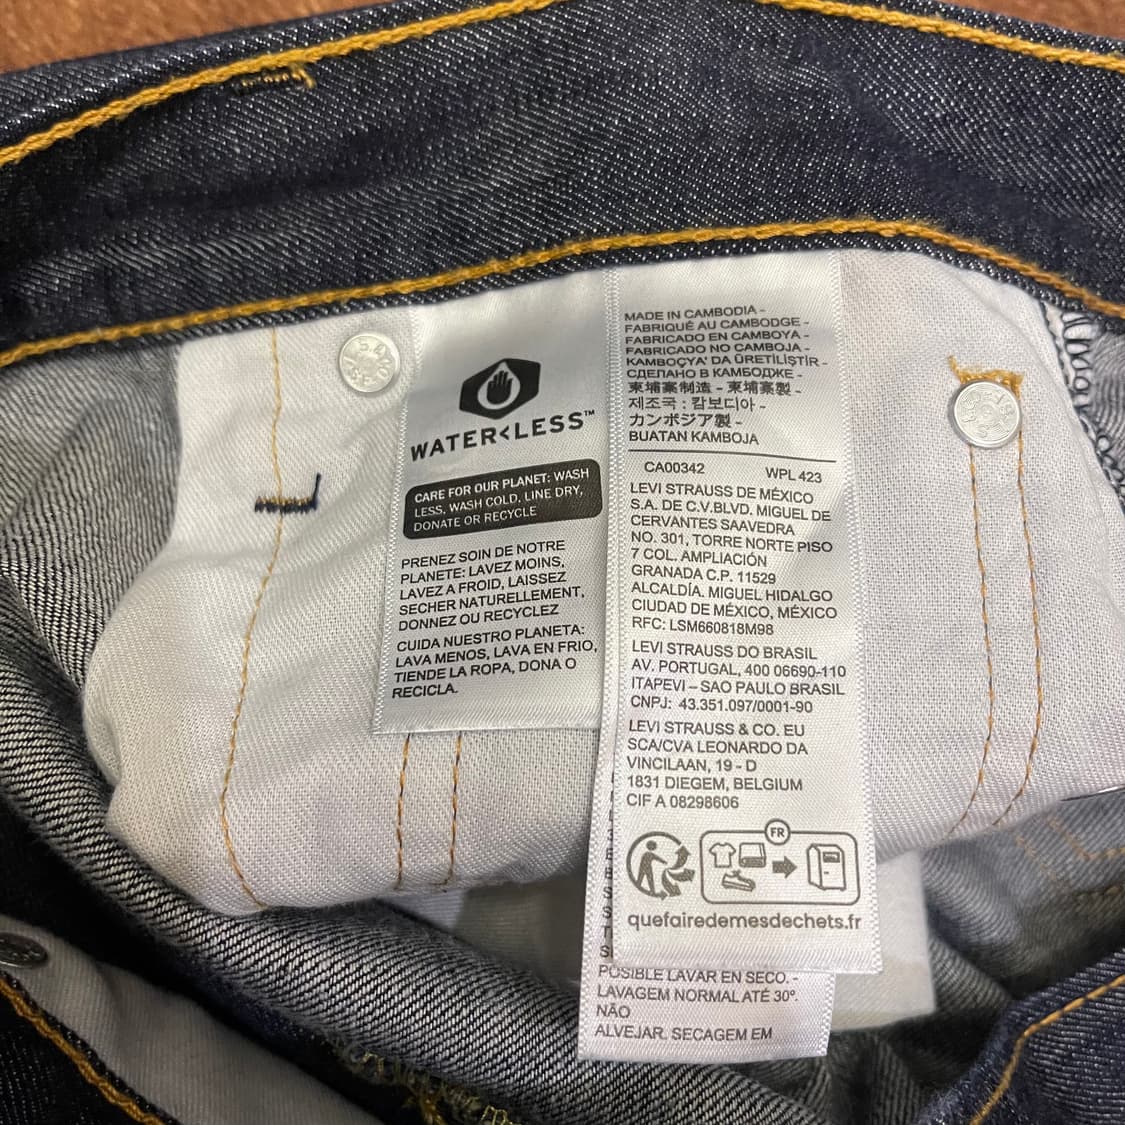 WATER<LESS™
CARE FOR OUR PLANET: WASH
LESS, WASH COLD, LINE DRY,
DONATE OR RECYCLE
PRENEZ SOIN DE NOTRE
PLANETE: LAVEZ MOINS,
LAVEZ A FROID, LAISSEZ
SECHER NATURELLEMENT,
DONNEZ OU RECYCLEZ
CUIDA NUESTRO PLANETA:
LAVA MENOS, LAVA EN FRIO,
TIENDE LA ROPA, DONA O
RECICLA.
MADE IN CAMBODIA -
FABRIQUÉ AU CAMBODGE -
FABRICADO EN CAMBOYA -
FABRICADO NO CAMBOJA -
KAMBOÇYA' DA ÜRETİLİŞTİR -
СДЕЛАНО В КАМБОДЖЕ -
柬埔寨制造 - 柬埔寨製 -
제조국 : 캄보디아 -
カンボジア製 -
BUATAN KAMBOJA
CA00342 WPL 423
LEVI STRAUSS DE MÉXICO
S.A. DE C.V.BLVD. MIGUEL DE
CERVANTES SAAVEDRA
NO. 301, TORRE NORTE PISO
7 COL. AMPLIACIÓN
GRANADA C.P. 11529
ALCALDÍA. MIGUEL HIDALGO
CIUDAD DE MÉXICO, MÉXICO
RFC: LSM660818M98
LEVI STRAUSS DO BRASIL
AV. PORTUGAL, 400 06690-110
ITAPEVI – SAO PAULO BRASIL
CNPJ: 43.351.097/0001-90
LEVI STRAUSS & CO. EU
SCA/CVA LEONARDO DA
VINCILAAN, 19 - D
1831 DIEGEM, BELGIUM
CIF A 08298606
FR
quefairedemesdechets.fr
POSIBLE LAVAR EN SECO. -
LAVAGEM NORMAL ATÉ 30º.
NÃO
ALVEJAR. SECAGEM EM